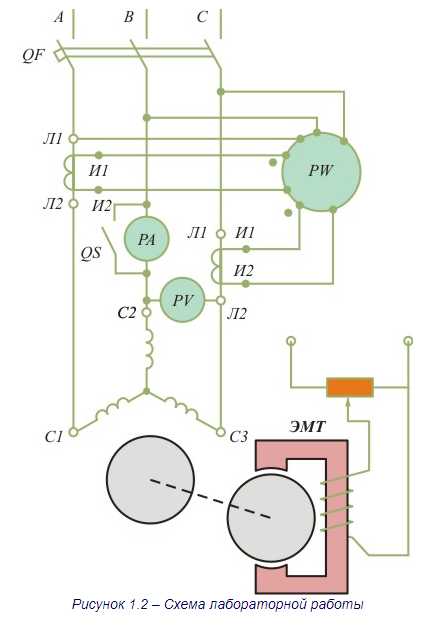 A B C
QF
Л1
PW
И1
Л2 И2
Л1 И1
PA
QS
И2
PV
C2 Л2
C1 C3 ЭМТ
Рисунок 1.2 – Схема лабораторной работы